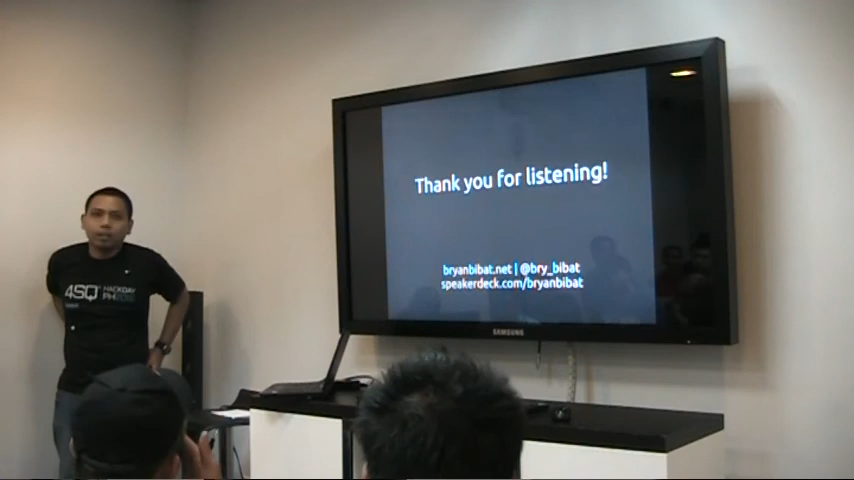 Thank you for listening!
bryanbibat.net | @bry_bibat
speakerdeck.com/bryanbibat
SAMSUNG
4SQ HACKDAY